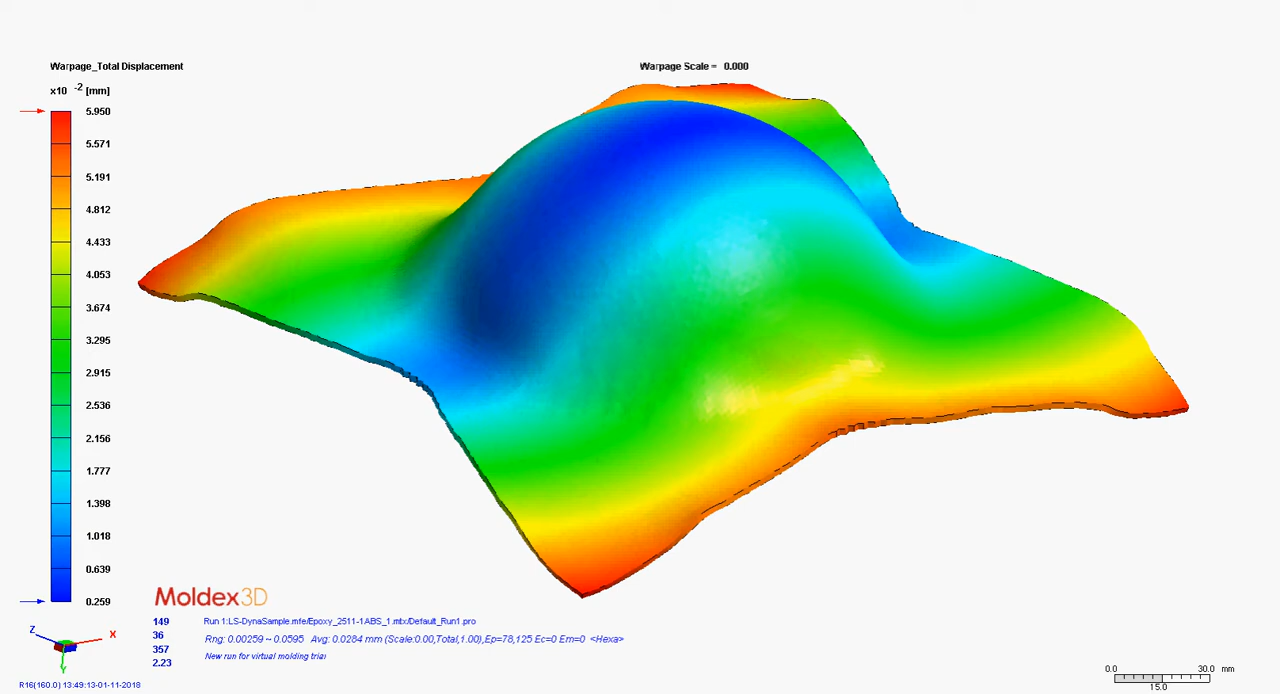 Warpage_Total Displacement
Warpage Scale = 0.000
x10 -2 [mm]
5.950
5.571
5.191
4.812
4.433
4.053
3.674
3.295
2.915
2.536
2.156
1.777
1.398
1.018
0.639
0.259
Moldex3D
149 Run 1:LS-DynaSample.mfe/Epoxy_2511-1ABS_1.mtx/Default_Run1.pro
36 Rng: 0.00259 ~ 0.0595 Avg: 0.0284 mm (Scale:0.00,Total,1.00),Ep=78,125 Ec=0 Em=0 <Hexa>
357 New run for virtual molding trial
2.23
Z
X
Y
0.0 30.0 mm
15.0
R16(160.0) 13:49:13-01-11-2018